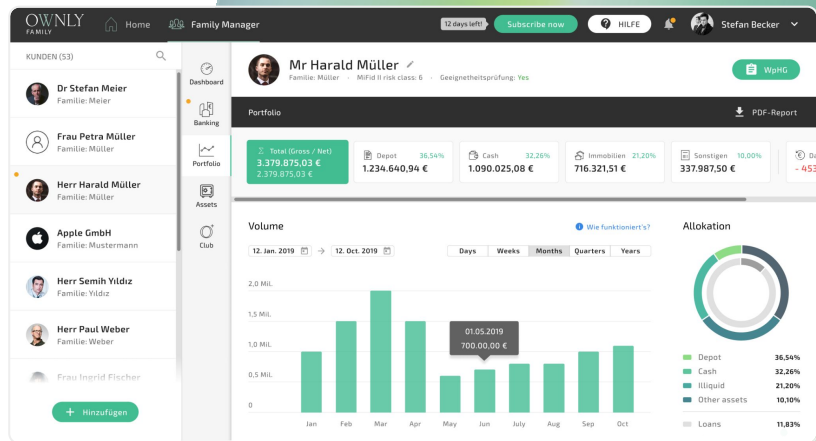 OWNLY
FAMILY
Home
Family Manager
12 days left!
Subscribe now
HILFE
Stefan Becker
KUNDEN (53)
Dr Stefan Meier
Familie: Meier
Frau Petra Müller
Familie: Müller
Herr Harald Müller
Familie: Müller
Apple GmbH
Familie: Mustermann
Herr Semih Yıldız
Familie: Yıldız
Herr Paul Weber
Familie: Weber
Frau Ingrid Fischer
+ Hinzufügen
Dashboard
Banking
Portfolio
Assets
Club
Mr Harald Müller
Familie: Müller · MiFid II risk class: 6 · Geeignetheitsprüfung: Yes
WpHG
Portfolio
PDF-Report
Σ Total (Gross / Net)
3.379.875,03 €
2.379.875,03 €
Depot 36,54%
1.234.640,94 €
Cash 32,26%
1.090.025,08 €
Immobilien 21,20%
716.321,51 €
Sonstigen 10,00%
337.987,50 €
- 453
Volume
Wie funktioniert's?
12. Jan. 2019 → 12. Oct. 2019
Days Weeks Months Quarters Years
2,0 Mil.
1,5 Mil.
1,0 Mil.
0,5 Mil.
0
01.05.2019
700.00,00 €
Jan Feb Mar Apr May Jun July Aug Sep Oct
Allokation
Depot 36,54%
Cash 32,26%
Illiquid 21,20%
Other assets 10,10%
Loans 11,83%